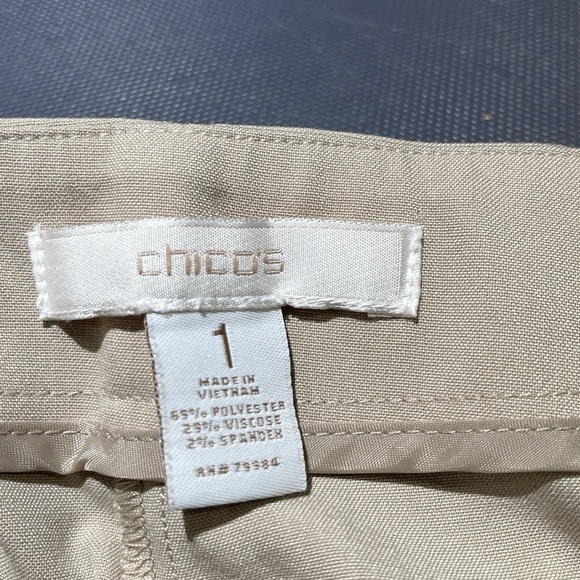 chico's
1
MADE IN
VIETNAM
69% POLYESTER
29% VISCOSE
2% SPANDEX
RN# 79984